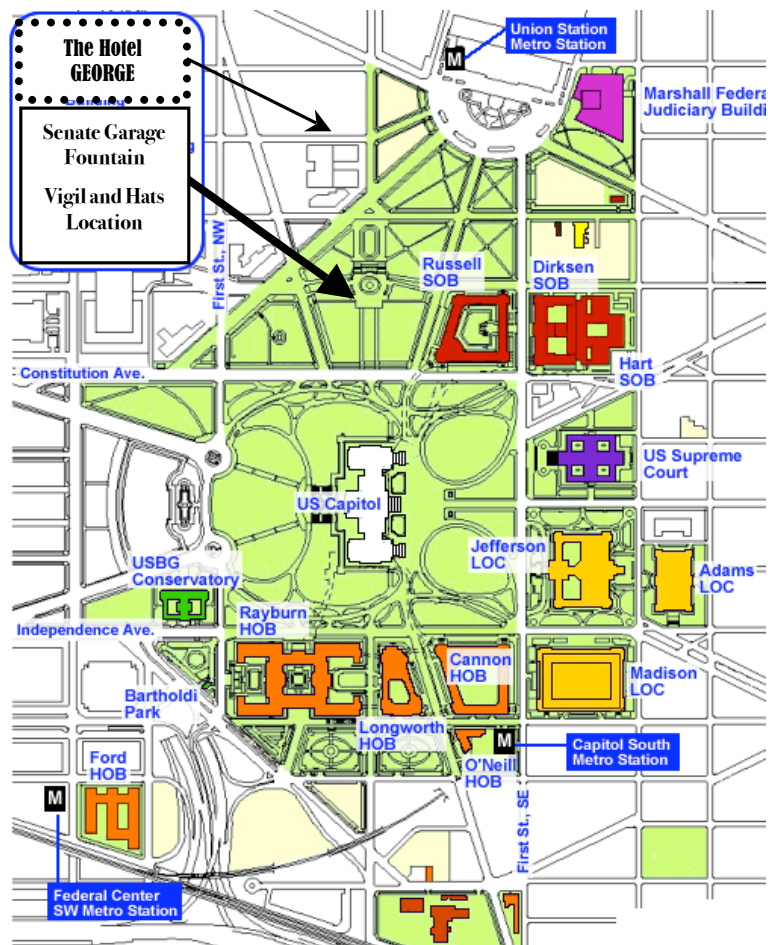 The Hotel
GEORGE
Building
Senate Garage
Fountain
Vigil and Hats
Location
M
Union Station
Metro Station
Marshall Federa
Judiciary Buildi
First St., NW
Russell
SOB
Dirksen
SOB
Hart
SOB
Constitution Ave.
US Supreme
Court
US Capitol
Jefferson
LOC
Adams
LOC
USBG
Conservatory
Independence Ave.
Rayburn
HOB
Cannon
HOB
Madison
LOC
Bartholdi
Park
Longworth
HOB
O'Neill
HOB
M
Capitol South
Metro Station
Ford
HOB
M
First St., SE
Federal Center
SW Metro Station